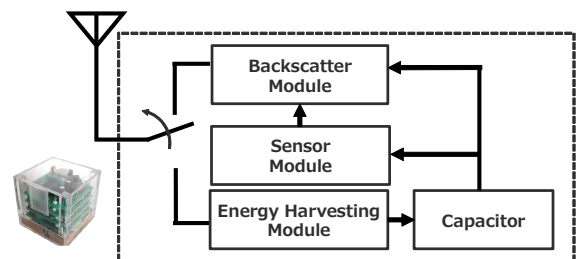 Backscatter
Module
Sensor
Module
Energy Harvesting
Module
Capacitor